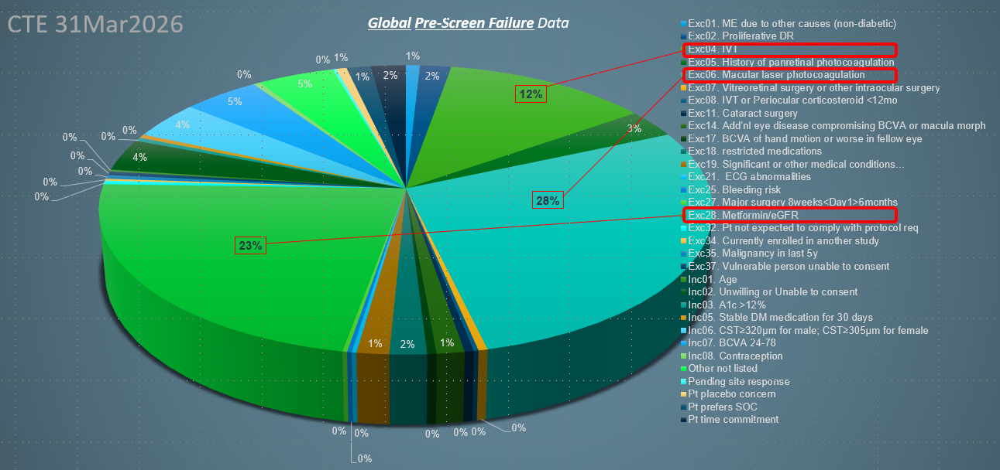 CTE 31Mar2026
Global Pre-Screen Failure Data
Exc01. ME due to other causes (non-diabetic)
Exc02. Proliferative DR
Exc04. IVT
Exc05. History of panretinal photocoagulation
Exc06. Macular laser photocoagulation
Exc07. Vitreoretinal surgery or other intraocular surgery
Exc08. IVT or Periocular corticosteroid <12mo
Exc11. Cataract surgery
Exc14. Add'nl eye disease compromising BCVA or macula morph
Exc17. BCVA of hand motion or worse in fellow eye
Exc18. restricted medications
Exc19. Significant or other medical conditions...
Exc21. ECG abnormalities
Exc25. Bleeding risk
Exc27. Major surgery 8weeks<Day1>6months
Exc28. Metformin/eGFR
Exc32. Pt not expected to comply with protocol req
Exc34. Currently enrolled in another study
Exc35. Malignancy in last 5y
Exc37. Vulnerable person unable to consent
Inc01. Age
Inc02. Unwilling or Unable to consent
Inc03. A1c >12%
Inc05. Stable DM medication for 30 days
Inc06. CST≥320µm for male; CST≥305µm for female
Inc07. BCVA 24-78
Inc08. Contraception
Other not listed
Pending site response
Pt placebo concern
Pt prefers SOC
Pt time commitment
1%
2%
12%
3%
28%
0%
0%
0%
1%
0%
2%
1%
0%
0%
0%
23%
0%
0%
0%
0%
0%
4%
0%
0%
4%
5%
0%
5%
0%
1%
1%
2%